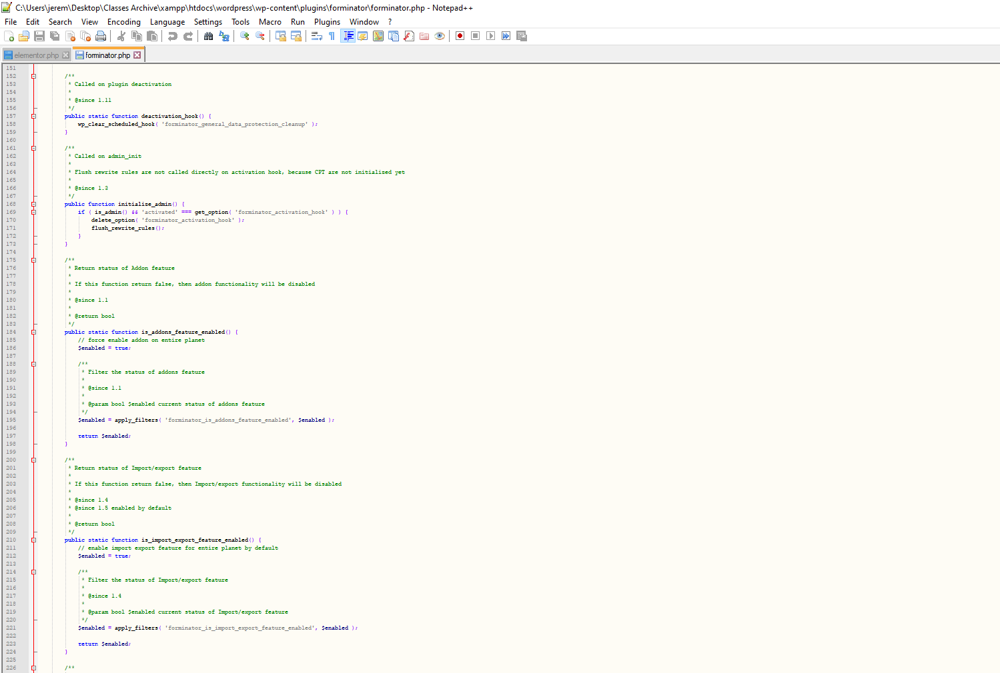 C:\Users\jerem\Desktop\Classes Archive\xampp\htdocs\wordpress\wp-content\plugins\forminator\forminator.php - Notepad++
File Edit Search View Encoding Language Settings Tools Macro Run Plugins Window ?
elementor.php forminator.php
151
152 /**
153 * Called on plugin deactivation
154 *
155 * @since 1.11
156 */
157 public static function deactivation_hook() {
158 wp_clear_scheduled_hook( 'forminator_general_data_protection_cleanup' );
159 }
160
161 /**
162 * Called on admin_init
163 *
164 * Flush rewrite rules are not called directly on activation hook, because CPT are not initialized yet
165 *
166 * @since 1.3
167 */
168 public function initialize_admin() {
169 if ( is_admin() && 'activated' === get_option( 'forminator_activation_hook' ) ) {
170 delete_option( 'forminator_activation_hook' );
171 flush_rewrite_rules();
172 }
173 }
174
175 /**
176 * Return status of Addon feature
177 *
178 * If this function return false, then addon functionality will be disabled
179 *
180 * @since 1.1
181 *
182 * @return bool
183 */
184 public static function is_addons_feature_enabled() {
185 // force enable addon on entire planet
186 $enabled = true;
187
188 /**
189 * Filter the status of addons feature
190 *
191 * @since 1.1
192 *
193 * @param bool $enabled current status of addons feature
194 */
195 $enabled = apply_filters( 'forminator_is_addons_feature_enabled', $enabled );
196
197 return $enabled;
198 }
199
200 /**
201 * Return status of Import/export feature
202 *
203 * If this function return false, then Import/export functionality will be disabled
204 *
205 * @since 1.4
206 * @since 1.5 enabled by default
207 *
208 * @return bool
209 */
210 public static function is_import_export_feature_enabled() {
211 // enable import export feature for entire planet by default
212 $enabled = true;
213
214 /**
215 * Filter the status of Import/export feature
216 *
217 * @since 1.4
218 *
219 * @param bool $enabled current status of Import/export feature
220 */
221 $enabled = apply_filters( 'forminator_is_import_export_feature_enabled', $enabled );
222
223 return $enabled;
224 }
225
226 /**